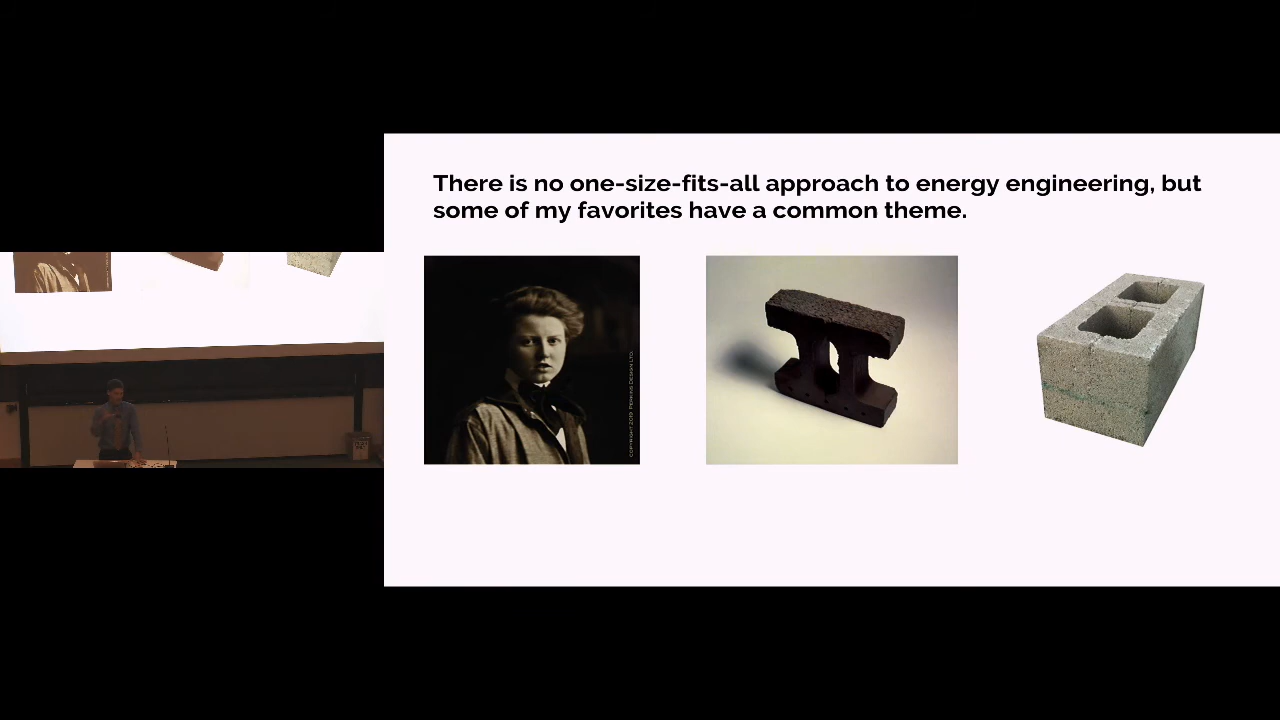 There is no one-size-fits-all approach to energy engineering, but
some of my favorites have a common theme.